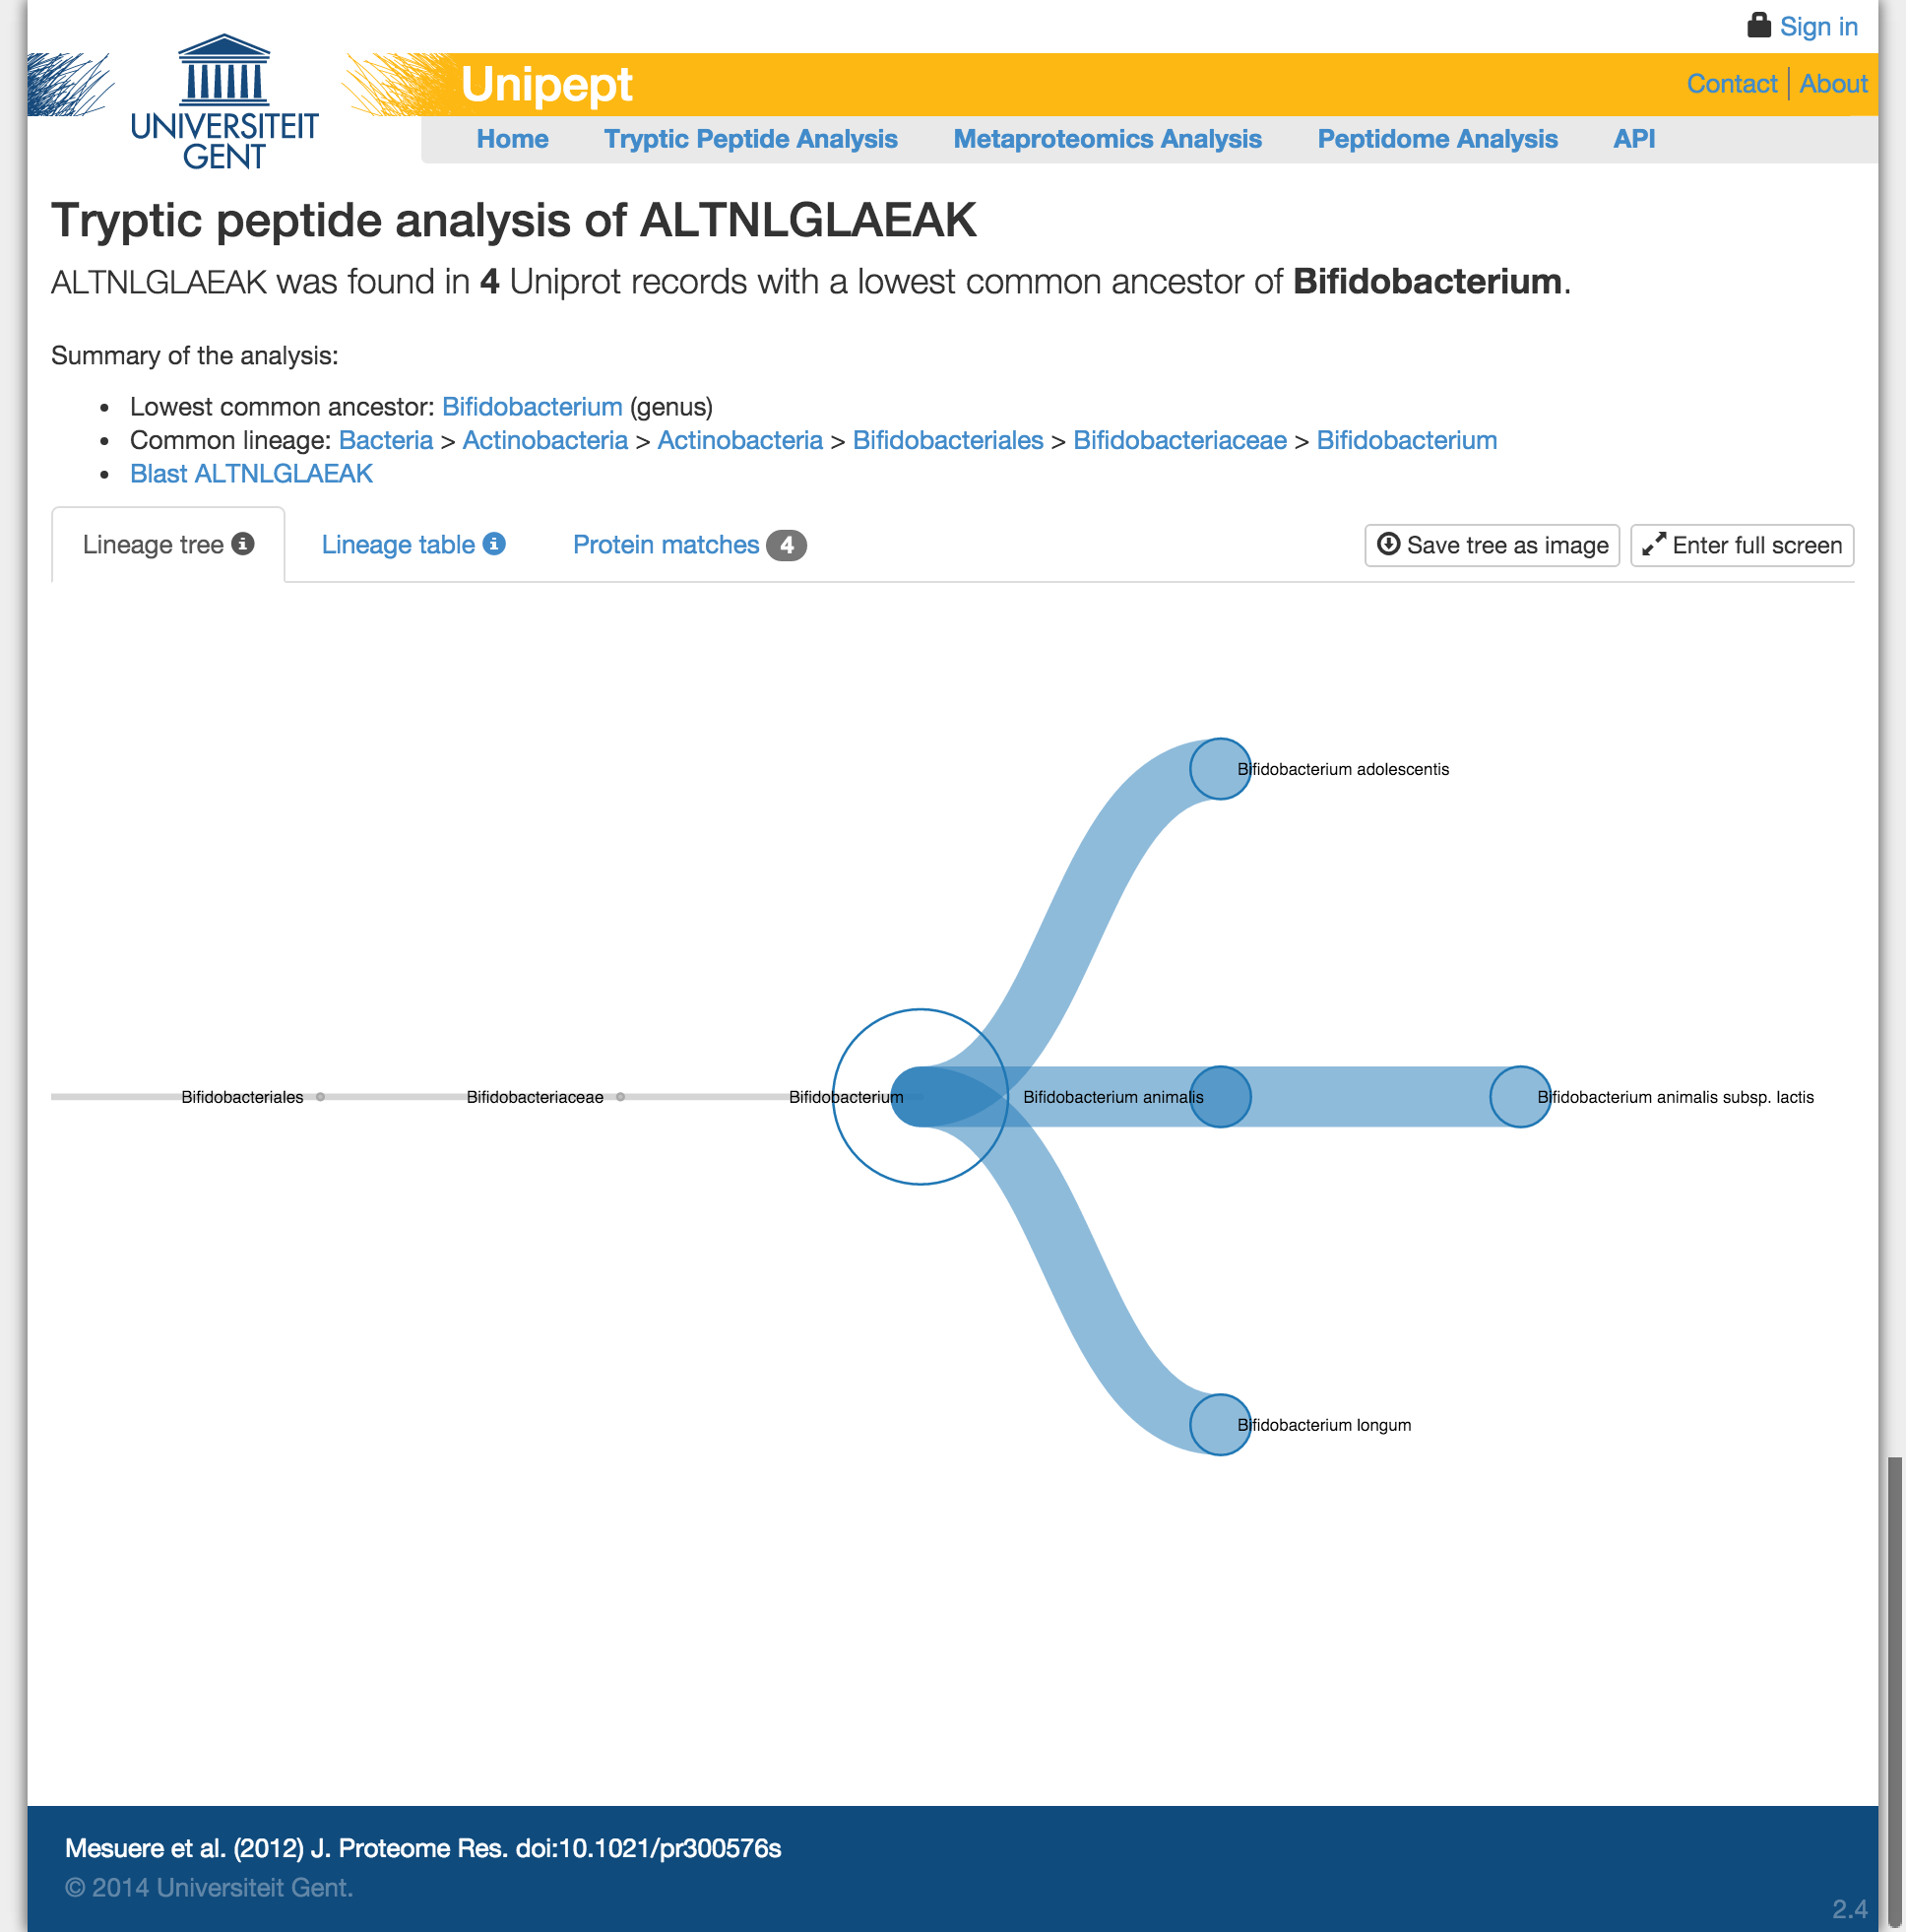 Sign in
UNIVERSITEIT
GENT
Unipept
Contact | About
Home Tryptic Peptide Analysis Metaproteomics Analysis Peptidome Analysis API
Tryptic peptide analysis of ALTNLGLAEAK
ALTNLGLAEAK was found in 4 Uniprot records with a lowest common ancestor of Bifidobacterium.
Summary of the analysis:
• Lowest common ancestor: Bifidobacterium (genus)
• Common lineage: Bacteria > Actinobacteria > Actinobacteria > Bifidobacteriales > Bifidobacteriaceae > Bifidobacterium
• Blast ALTNLGLAEAK
Lineage tree Lineage table Protein matches 4 Save tree as image Enter full screen
Bifidobacterium adolescentis
Bifidobacteriales Bifidobacteriaceae Bifidobacterium Bifidobacterium animalis Bifidobacterium animalis subsp. lactis
Bifidobacterium longum
Mesuere et al. (2012) J. Proteome Res. doi:10.1021/pr300576s
© 2014 Universiteit Gent.
2.4